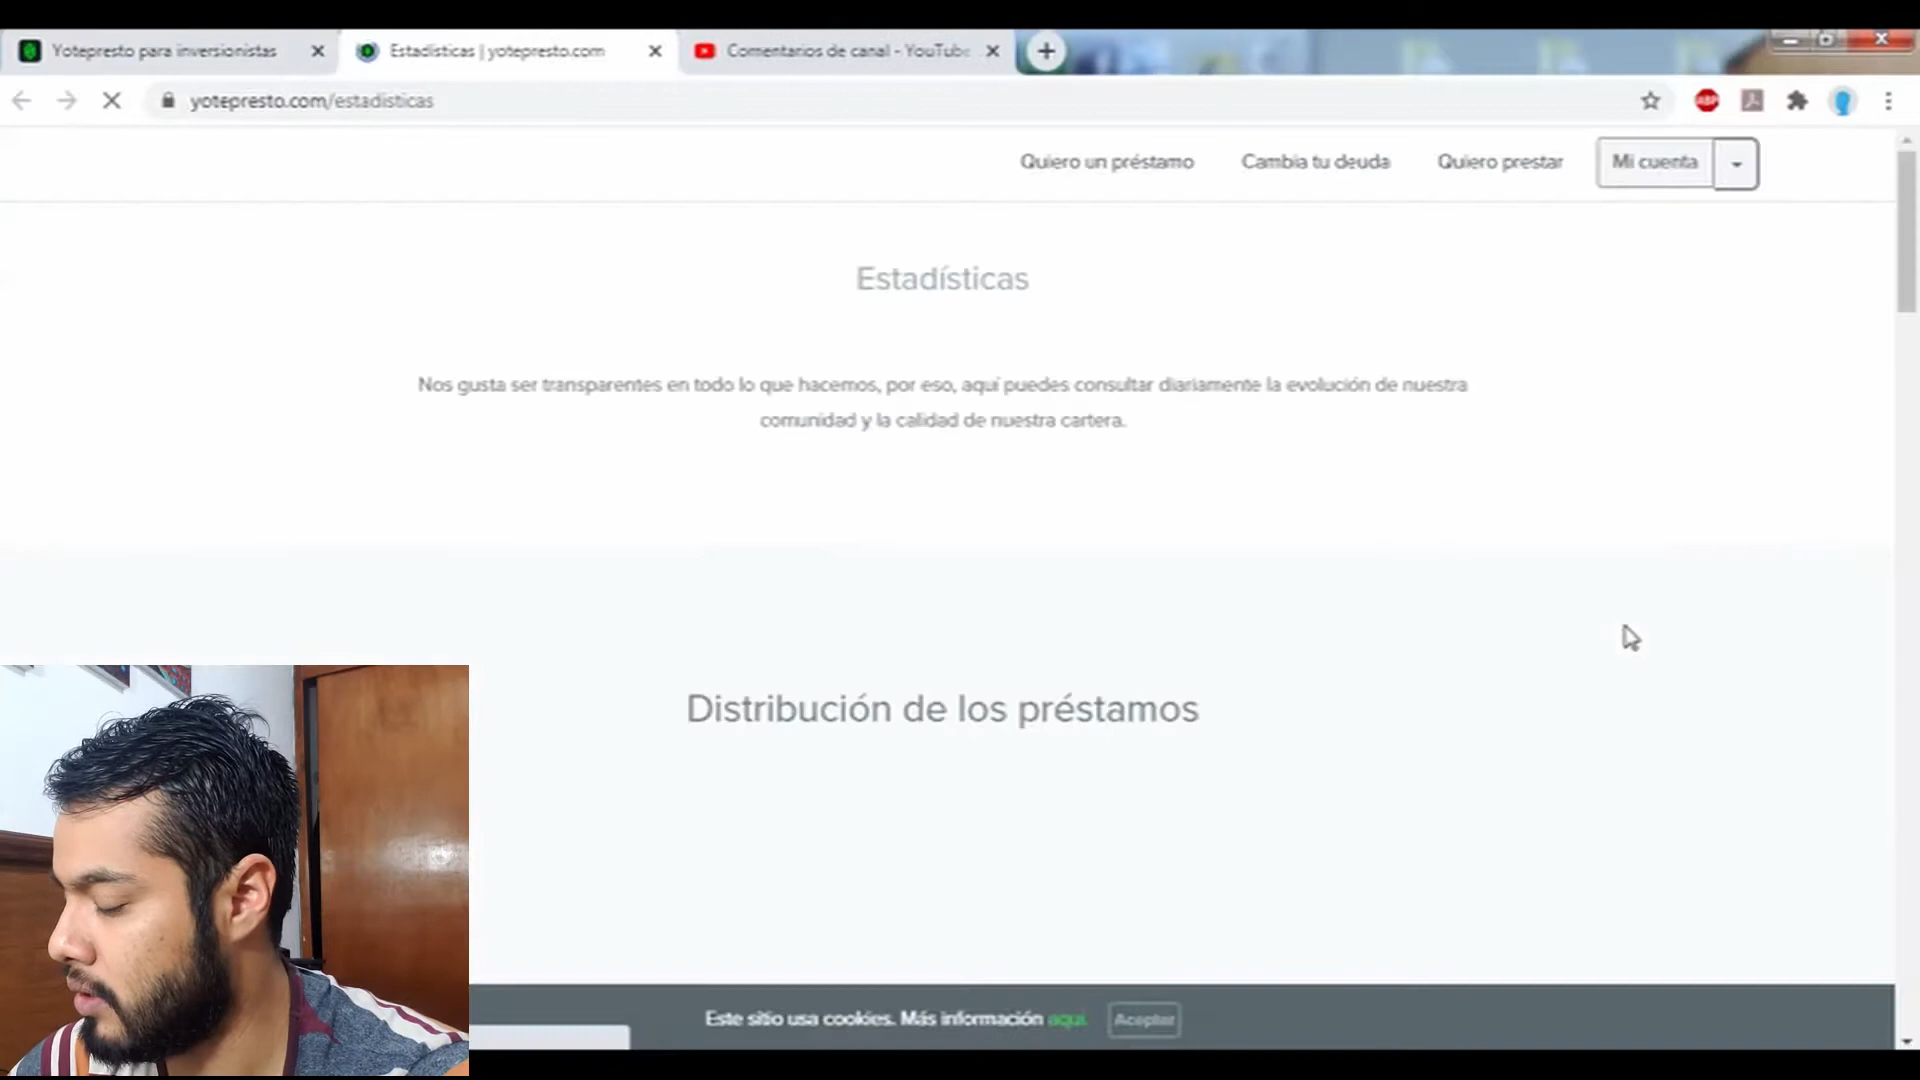 Yotepresto para inversionistas
Estadísticas | yotepresto.com
Comentarios de canal - YouTube
yotepresto.com/estadisticas
ABP
Quiero un préstamo
Cambia tu deuda
Quiero prestar
Mi cuenta
Estadísticas
Nos gusta ser transparentes en todo lo que hacemos, por eso, aquí puedes consultar diariamente la evolución de nuestra
comunidad y la calidad de nuestra cartera.
Distribución de los préstamos
Este sitio usa cookies. Más información aquí.
Aceptar